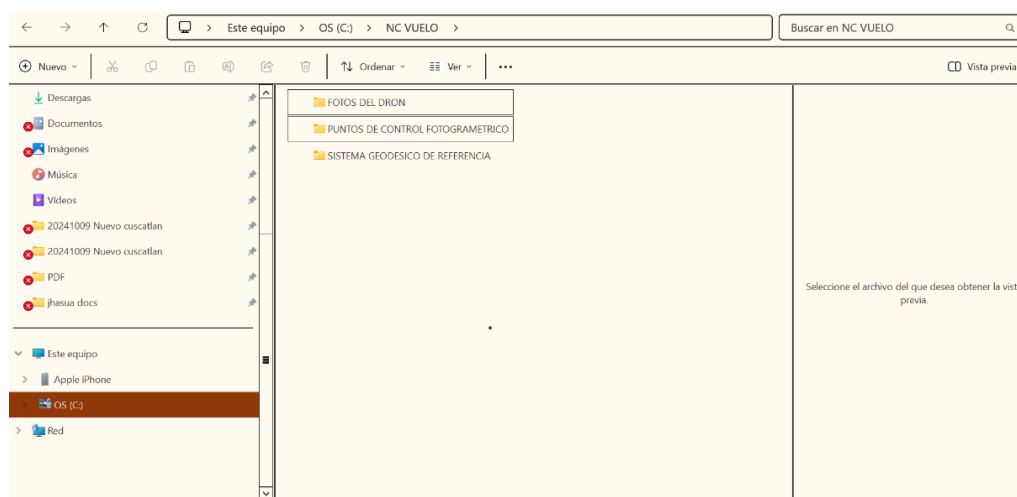 Este equipo > OS (C:) > NC VUELO >
Buscar en NC VUELO
Nuevo
Ordenar
Ver
Vista previa
Descargas
Documentos
Imágenes
Música
Vídeos
20241009 Nuevo cuscatlan
20241009 Nuevo cuscatlan
PDF
jhasua docs
Este equipo
Apple iPhone
OS (C:)
Red
FOTOS DEL DRON
PUNTOS DE CONTROL FOTOGRAMETRICO
SISTEMA GEODESICO DE REFERENCIA
Seleccione el archivo del que desea obtener la vist
previa.